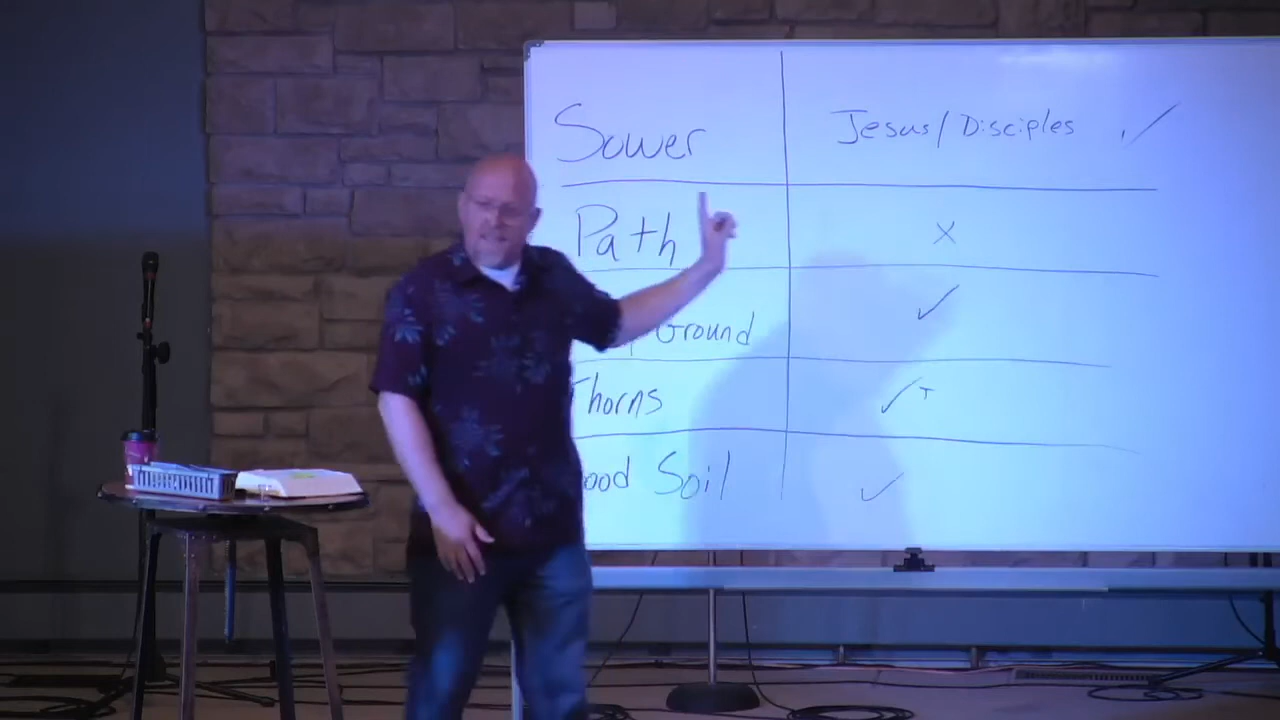 Sower Jesus/Disciples ✓
Path x
Ground ✓
Thorns ✓+
ood Soil ✓